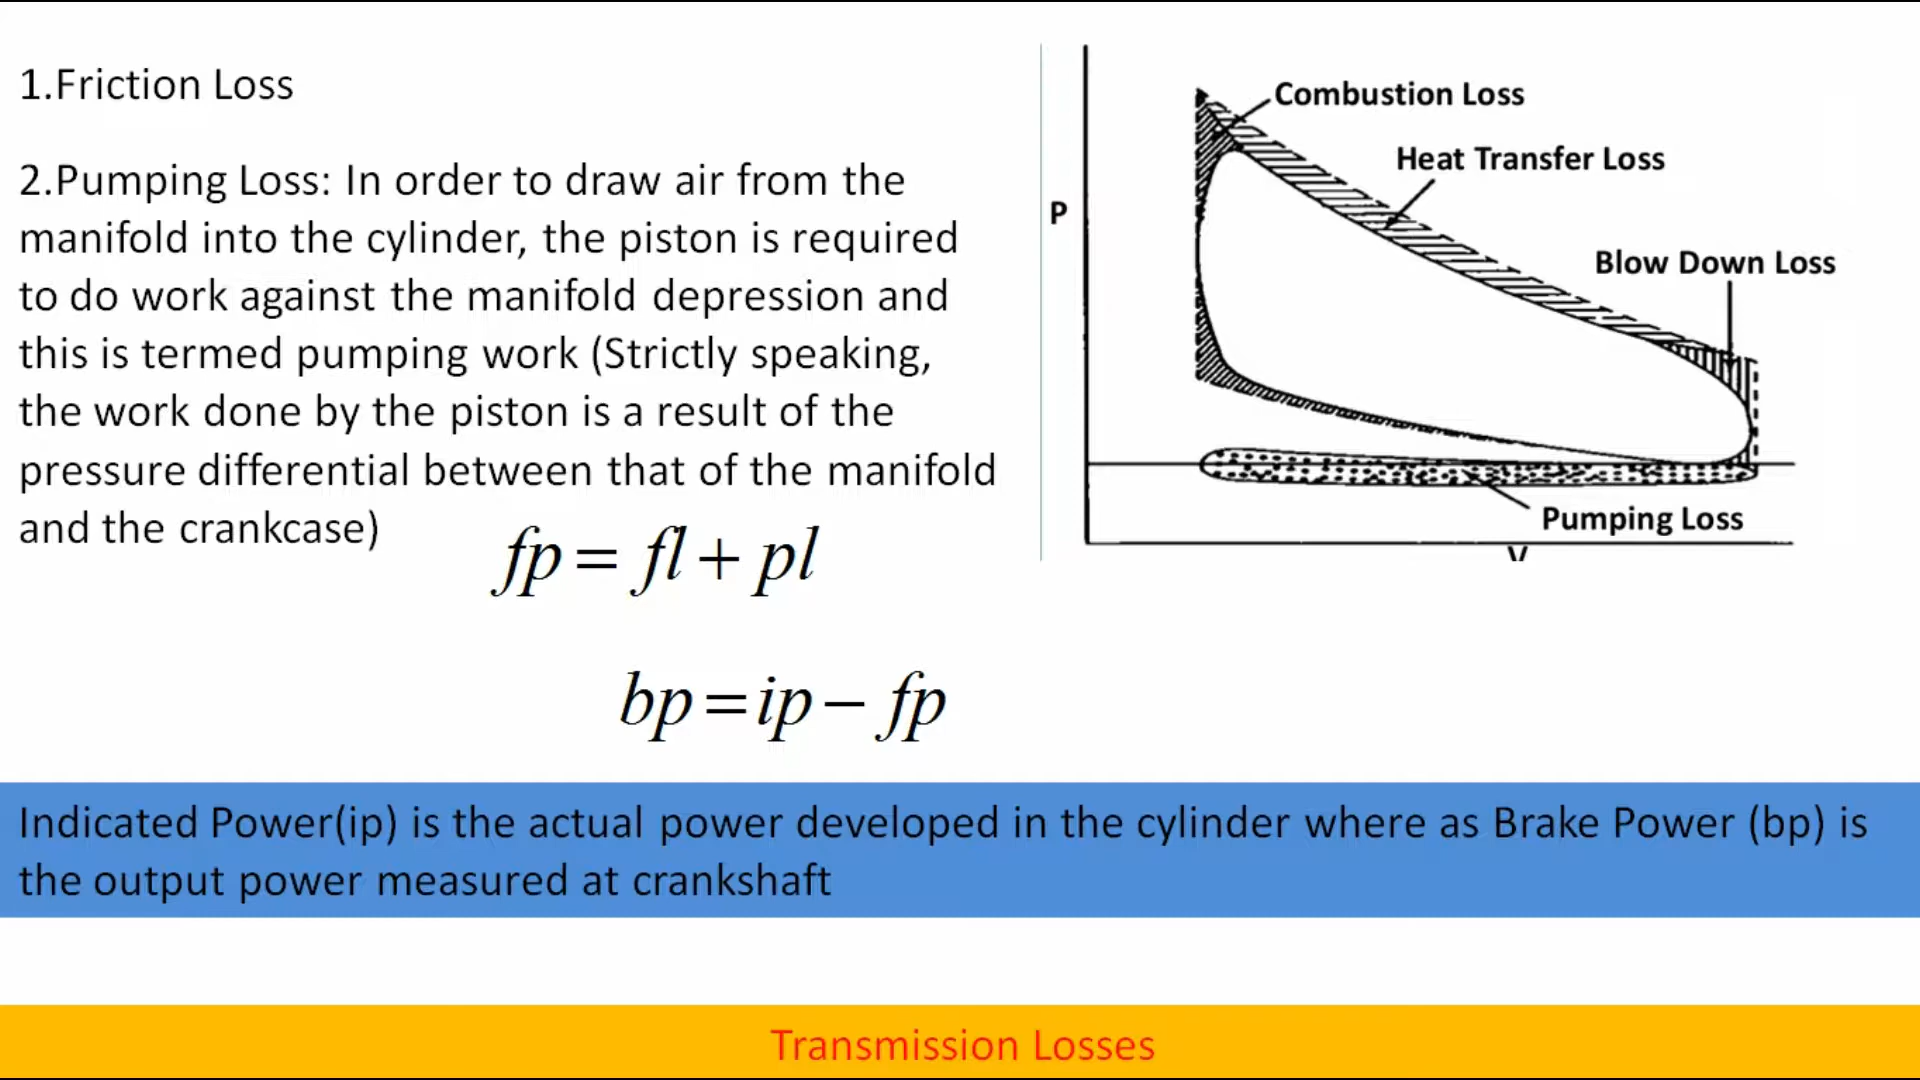 1.Friction Loss
2.Pumping Loss: In order to draw air from the
manifold into the cylinder, the piston is required
to do work against the manifold depression and
this is termed pumping work (Strictly speaking,
the work done by the piston is a result of the
pressure differential between that of the manifold
and the crankcase)
fp = fl + pl
bp = ip − fp
Combustion Loss
Heat Transfer Loss
P
Blow Down Loss
Pumping Loss
V
Indicated Power(ip) is the actual power developed in the cylinder where as Brake Power (bp) is
the output power measured at crankshaft
Transmission Losses